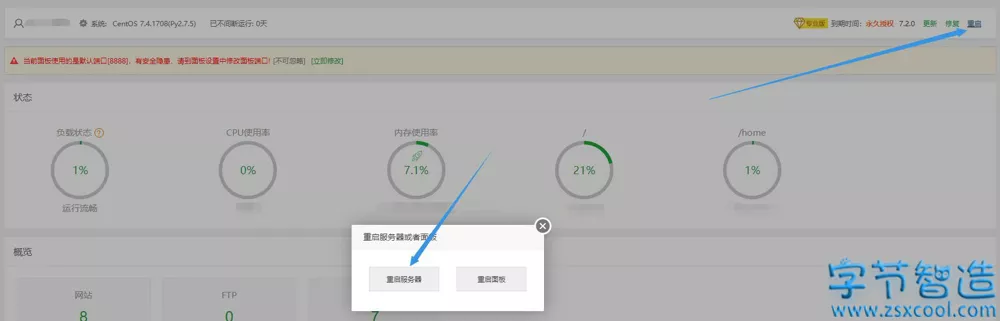 系统: CentOS 7.4.1708(Py2.7.5) 已不间断运行: 0天 专业版 到期时间: 永久授权 7.2.0 更新 修复 重启
当前面板使用的是默认端口[8888], 有安全隐患, 请到面板设置中修改面板端口! [不可忽略] [立即修改]
状态
负载状态 CPU使用率 内存使用率 / /home
1% 0% 7.1% 21% 1%
运行流畅
重启服务器或者面板
概览
重启服务器 重启面板
网站 FTP
8 0 7
字节智造
www.zsxcool.com